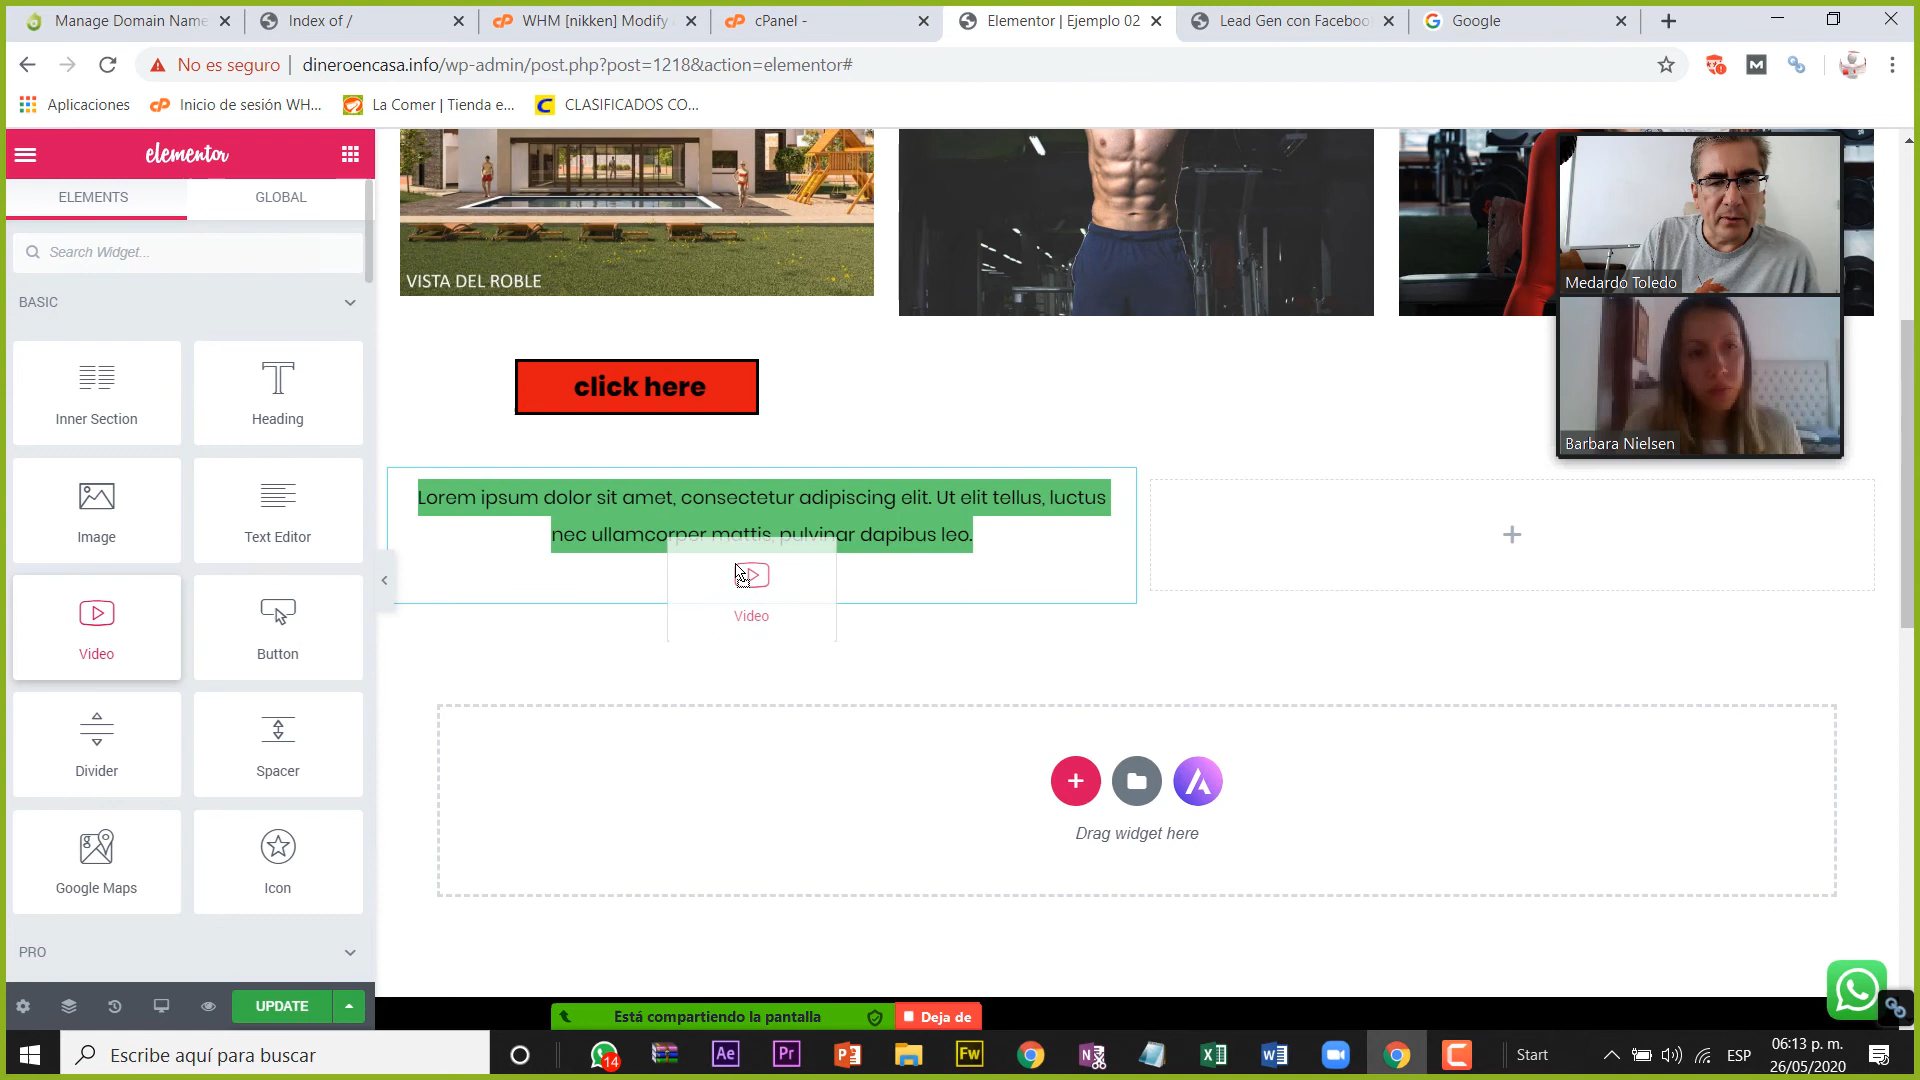 Manage Domain Name
Index of /
WHM [nikken] Modify
cPanel -
Elementor | Ejemplo 02
Lead Gen con Faceboo
Google
No es seguro
dineroencasa.info/wp-admin/post.php?post=1218&action=elementor#
Aplicaciones
Inicio de sesión WH...
La Comer | Tienda e...
CLASIFICADOS CO...
elementor
ELEMENTS
GLOBAL
Search Widget...
BASIC
Inner Section
Heading
Image
Text Editor
Video
Button
Divider
Spacer
Google Maps
Icon
PRO
UPDATE
VISTA DEL ROBLE
Medardo Toledo
Barbara Nielsen
click here
Lorem ipsum dolor sit amet, consectetur adipiscing elit. Ut elit tellus, luctus
nec ullamcorper mattis, pulvinar dapibus leo.
Video
Drag widget here
Está compartiendo la pantalla
Deja de
Escribe aquí para buscar
14
Ae
Pr
Fw
Start
ESP
06:13 p. m.
26/05/2020